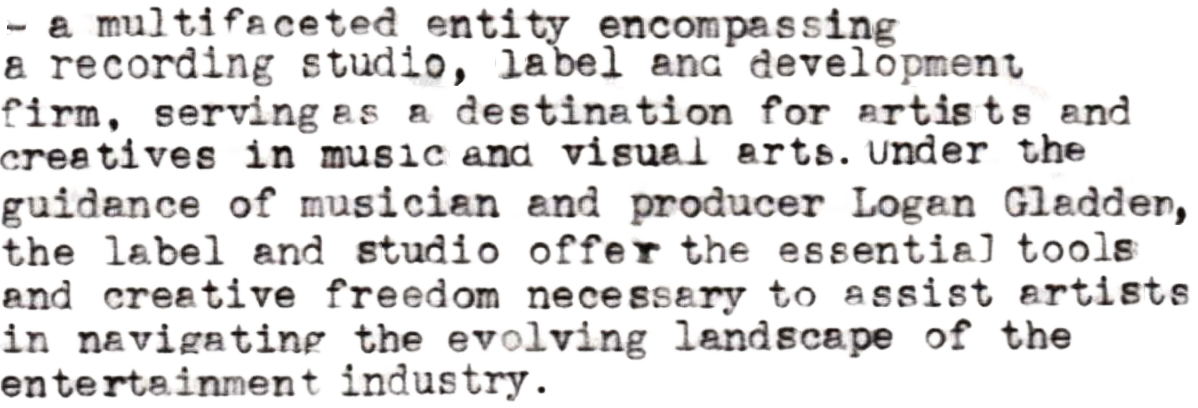 - a multifaceted entity encompassing
a recording studio, label and development
firm, serving as a destination for artists and
creatives in music and visual arts. Under the
guidance of musician and producer Logan Gladden,
the label and studio offer the essential tools
and creative freedom necessary to assist artists
in navigating the evolving landscape of the
entertainment industry.